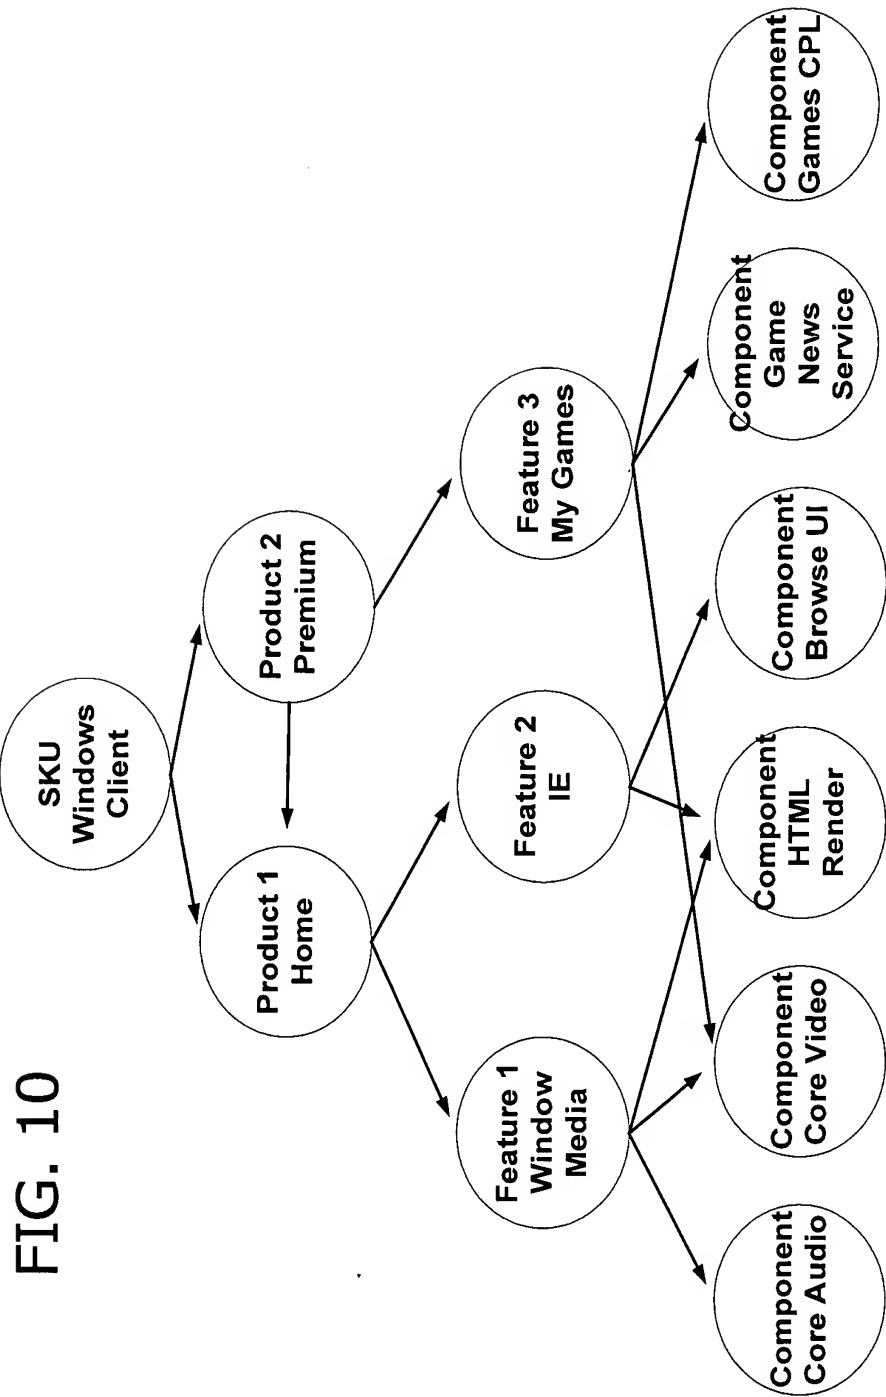 FIG. 10
SKU
Windows
Client
Product 1
Home
Product 2
Premium
Feature 1
Window
Media
Feature 2
IE
Feature 3
My Games
Component
Core Audio
Component
Core Video
Component
HTML
Render
Component
Browse UI
Component
Game
News
Service
Component
Games CPL